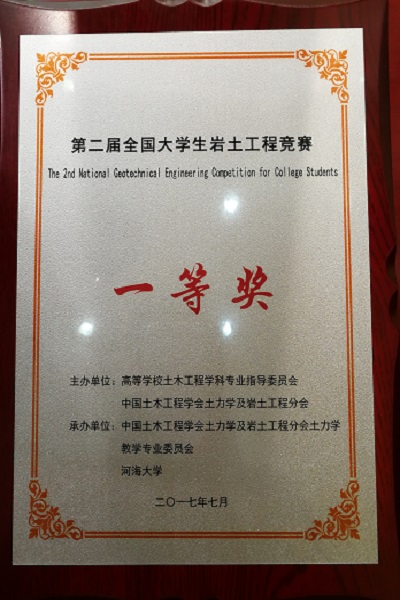 第二届全国大学生岩土工程竞赛
The 2nd National Geotechnical Engineering Competition for College Students
一等奖
主办单位：高等学校土木工程学科专业指导委员会
中国土木工程学会土力学及岩土工程分会
承办单位：中国土木工程学会土力学及岩土工程分会土力学
教学专业委员会
河海大学
二〇一七年七月